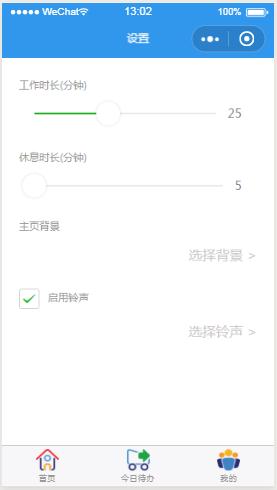 ●●●●● WeChat 13:02 100%
设置
工作时长(分钟)
25
休息时长(分钟)
5
主页背景
选择背景 >
启用铃声
选择铃声 >
首页 今日待办 我的